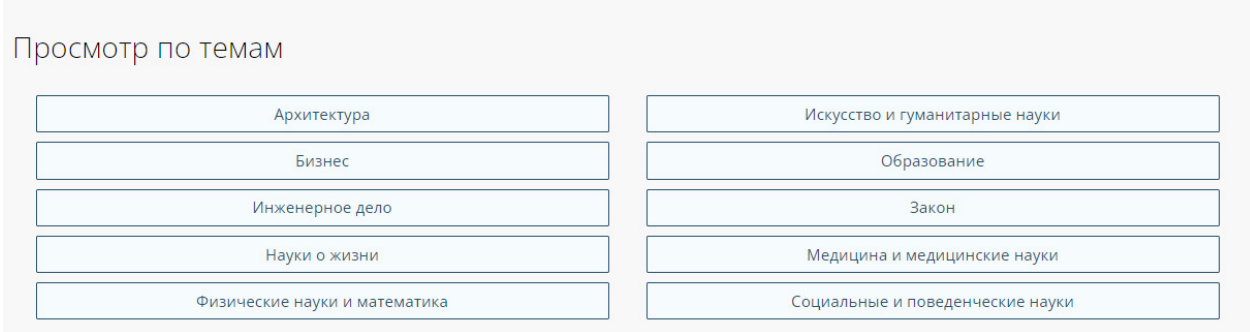 Просмотр по темам
Архитектура
Искусство и гуманитарные науки
Бизнес
Образование
Инженерное дело
Закон
Науки о жизни
Медицина и медицинские науки
Физические науки и математика
Социальные и поведенческие науки